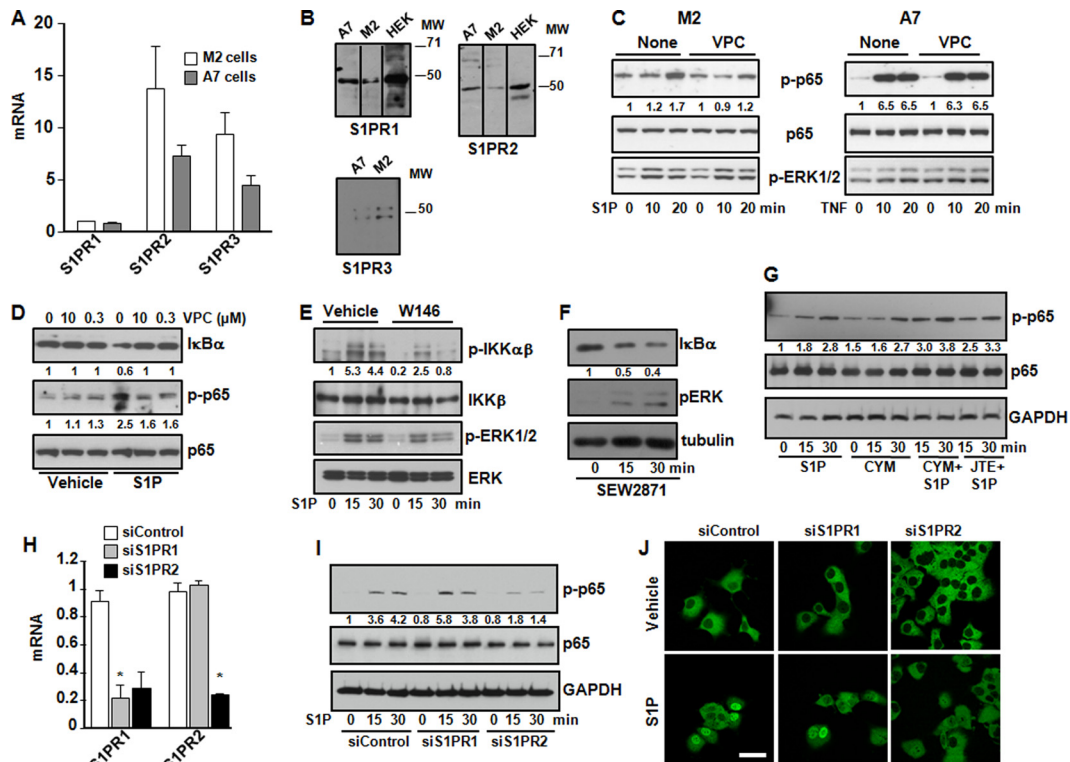 A
20
15
10
5
0
mRNA
M2 cells
A7 cells
S1PR1
S1PR2
S1PR3
B
A7 M2 HEK MW
71
50
S1PR1
A7 M2 HEK MW
71
50
S1PR2
A7 M2 MW
50
S1PR3
C
M2 A7
None VPC None VPC
p-p65
1 1.2 1.7 1 0.9 1.2 1 6.5 6.5 1 6.3 6.5
p65
p-ERK1/2
S1P 0 10 20 0 10 20 min TNF 0 10 20 0 10 20 min
D
0 10 0.3 0 10 0.3 VPC (µM)
IκBα
1 1 1 0.6 1 1
p-p65
1 1.1 1.3 2.5 1.6 1.6
p65
Vehicle S1P
E
Vehicle W146
p-IKKαβ
1 5.3 4.4 0.2 2.5 0.8
IKKβ
p-ERK1/2
ERK
S1P 0 15 30 0 15 30 min
F
IκBα
1 0.5 0.4
pERK
tubulin
0 15 30 min
SEW2871
G
p-p65
1 1.8 2.8 1.5 1.6 2.7 3.0 3.8 2.5 3.3
p65
GAPDH
0 15 30 0 15 30 15 30 15 30 min
S1P CYM CYM+ S1P JTE+ S1P
H
siControl
siS1PR1
siS1PR2
1.2
1
0.8
0.6
0.4
0.2
0
mRNA
* *
S1PR1
S1PR2
I
p-p65
1 3.6 4.2 0.8 5.8 3.8 0.8 1.8 1.4
p65
GAPDH
S1P 0 15 30 0 15 30 0 15 30 min
siControl siS1PR1 siS1PR2
J
siControl siS1PR1 siS1PR2
Vehicle
S1P